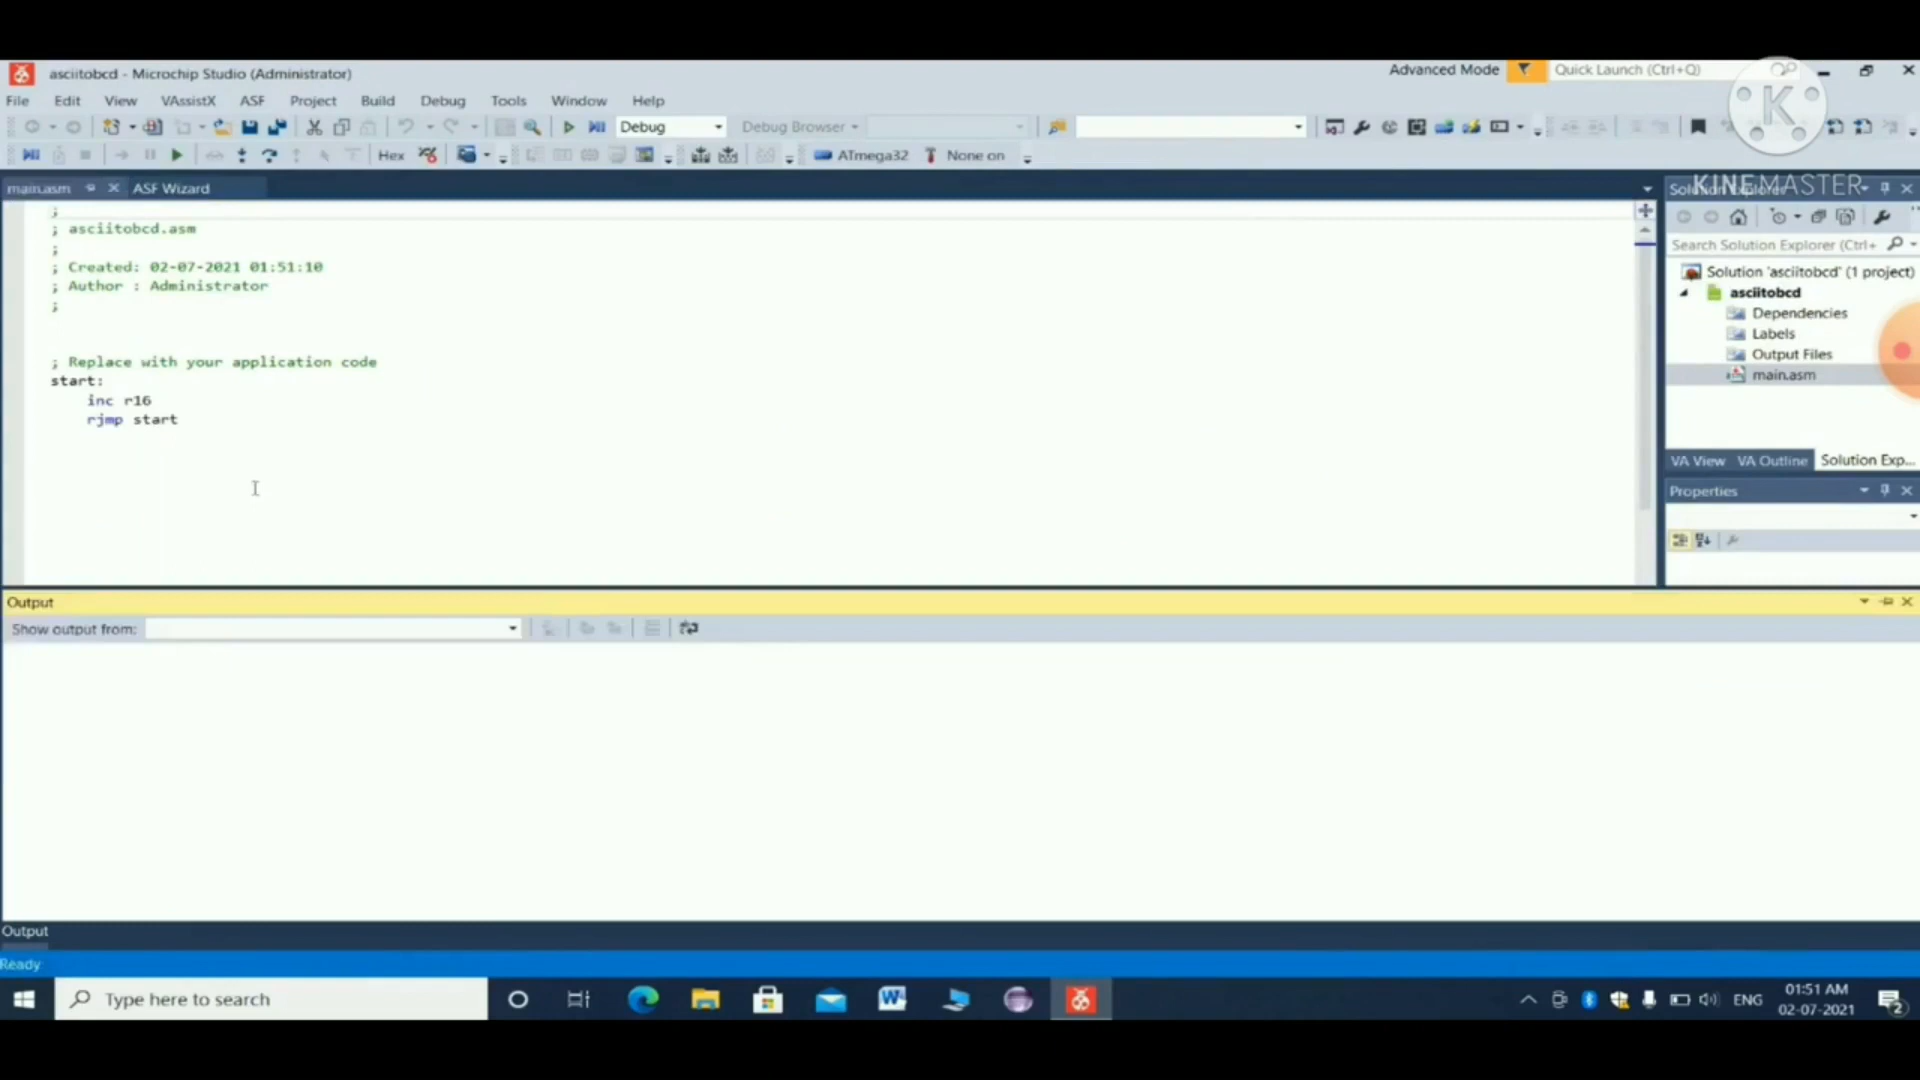 asciitobcd - Microchip Studio (Administrator)
Advanced Mode
Quick Launch (Ctrl+Q)
File Edit View VAssistX ASF Project Build Debug Tools Window Help
Debug
Debug Browser
Hex
ATmega32
None on
main.asm
ASF Wizard
Solution Explorer
KINEMASTER
K
;
; asciitobcd.asm
;
; Created: 02-07-2021 01:51:10
; Author : Administrator
;
; Replace with your application code
start:
inc r16
rjmp start
Search Solution Explorer (Ctrl+
Solution 'asciitobcd' (1 project)
asciitobcd
Dependencies
Labels
Output Files
main.asm
VA View VA Outline Solution Exp...
Properties
Output
Show output from:
Output
Ready
Type here to search
ENG
01:51 AM
02-07-2021
2